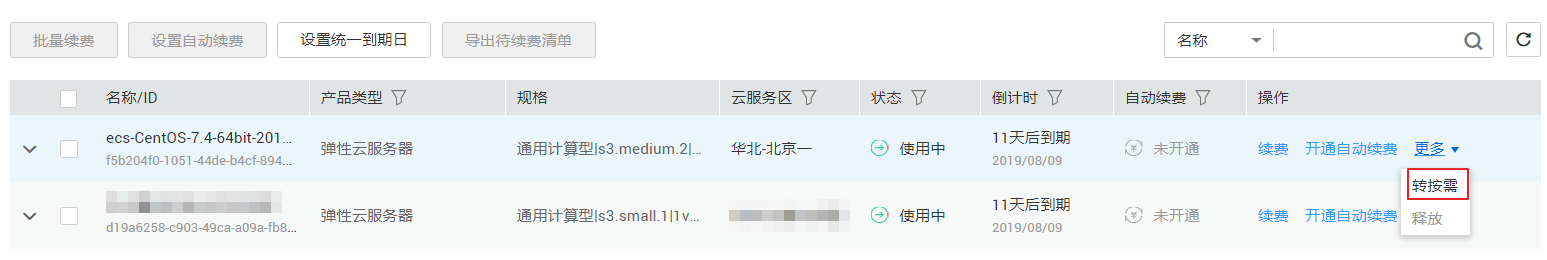 批量续费 设置自动续费 设置统一到期日 导出待续费清单 名称
名称/ID 产品类型 规格 云服务区 状态 倒计时 自动续费 操作
ecs-CentOS-7.4-64bit-201...
f5b204f0-1051-44de-b4cf-894...
弹性云服务器 通用计算型|s3.medium.2|... 华北-北京一 使用中
11天后到期
2019/08/09
未开通 续费 开通自动续费 更多
转按需
释放
d19a6258-c903-49ca-a09a-fb8...
弹性云服务器 通用计算型|s3.small.1|1v... 使用中
11天后到期
2019/08/09
未开通 续费 开通自动续费